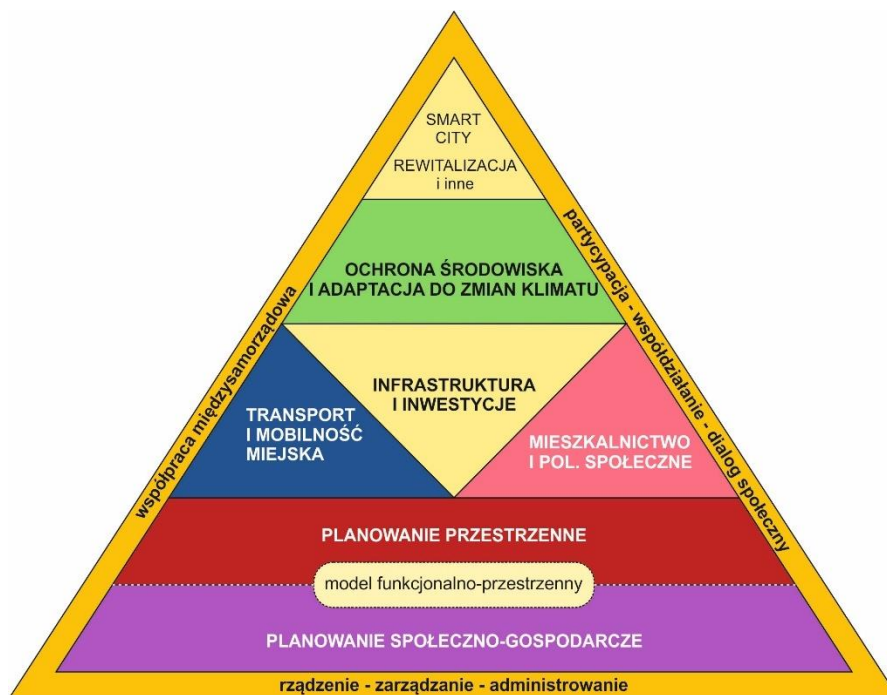 SMART
CITY
REWITALIZACJA
i inne
OCHRONA ŚRODOWISKA
I ADAPTACJA DO ZMIAN KLIMATU
INFRASTRUKTURA
I INWESTYCJE
TRANSPORT
I MOBILNOŚĆ
MIEJSKA
MIESZKALNICTWO
I POL. SPOŁECZNE
PLANOWANIE PRZESTRZENNE
model funkcjonalno-przestrzenny
PLANOWANIE SPOŁECZNO-GOSPODARCZE
współpraca międzysamorządowa
partycypacja - współdziałanie - dialog społeczny
rządzenie - zarządzanie - administrowanie